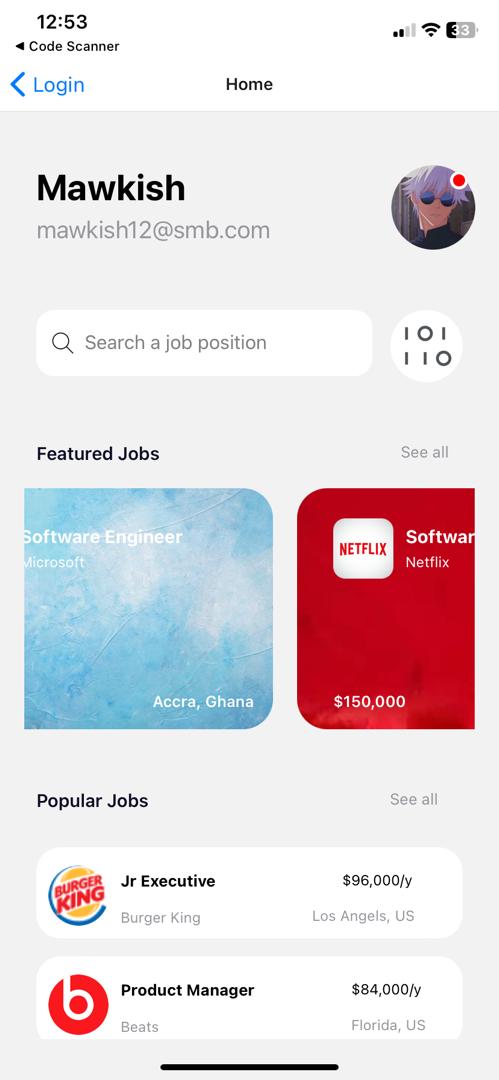 12:53
33
◀ Code Scanner
Login
Home
Mawkish
mawkish12@smb.com
Search a job position
Featured Jobs
See all
Software Engineer
Microsoft
Accra, Ghana
NETFLIX
Softwar
Netflix
$150,000
Popular Jobs
See all
BURGER
KING
Jr Executive
$96,000/y
Burger King
Los Angels, US
Product Manager
$84,000/y
Beats
Florida, US